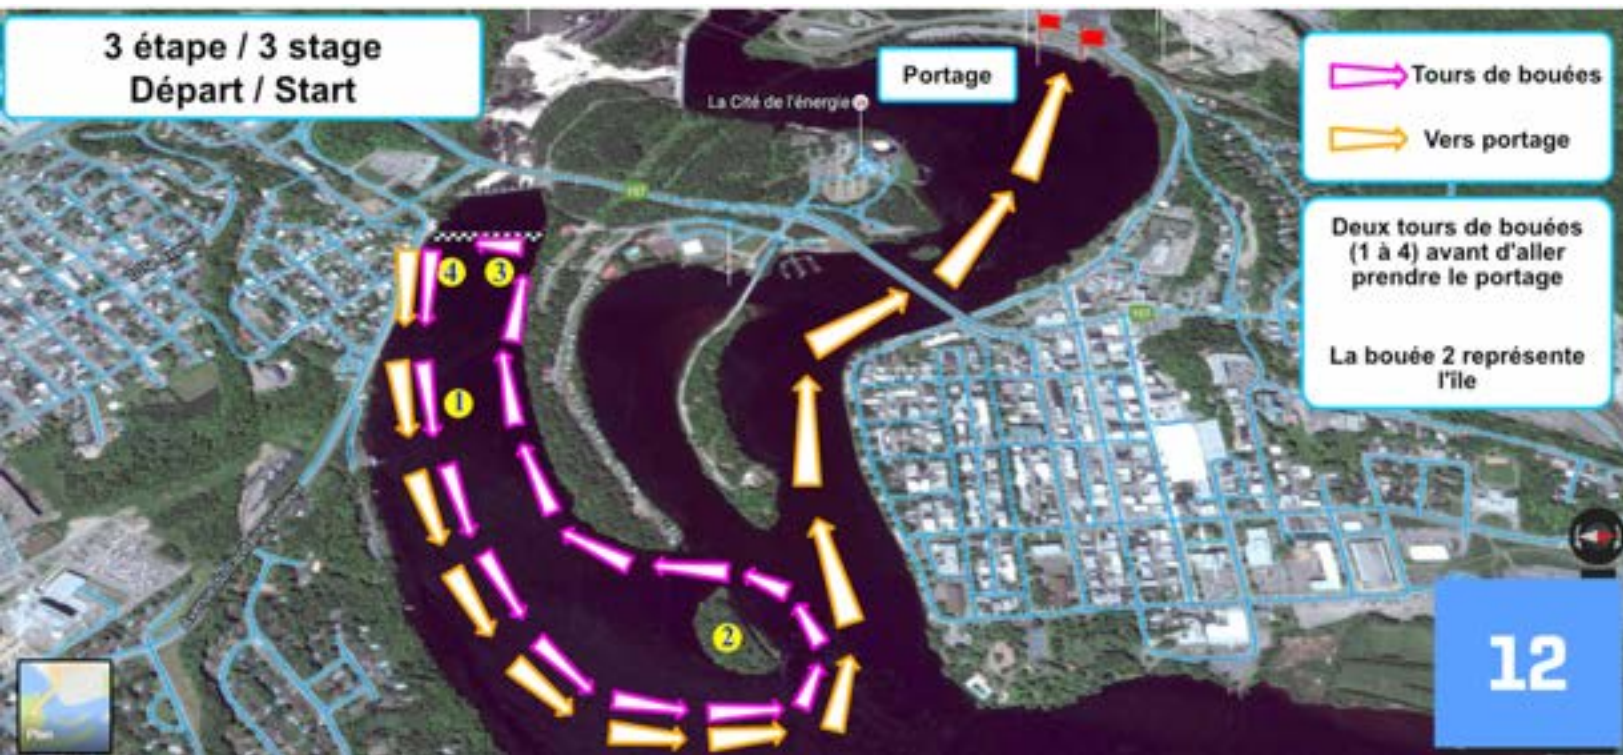 3 étape / 3 stage
Départ / Start
Portage
La Cité de l'énergie
Tours de bouées
Vers portage
Deux tours de bouées
(1 à 4) avant d'aller
prendre le portage
La bouée 2 représente
l'île
4
3
1
2
Plan
12